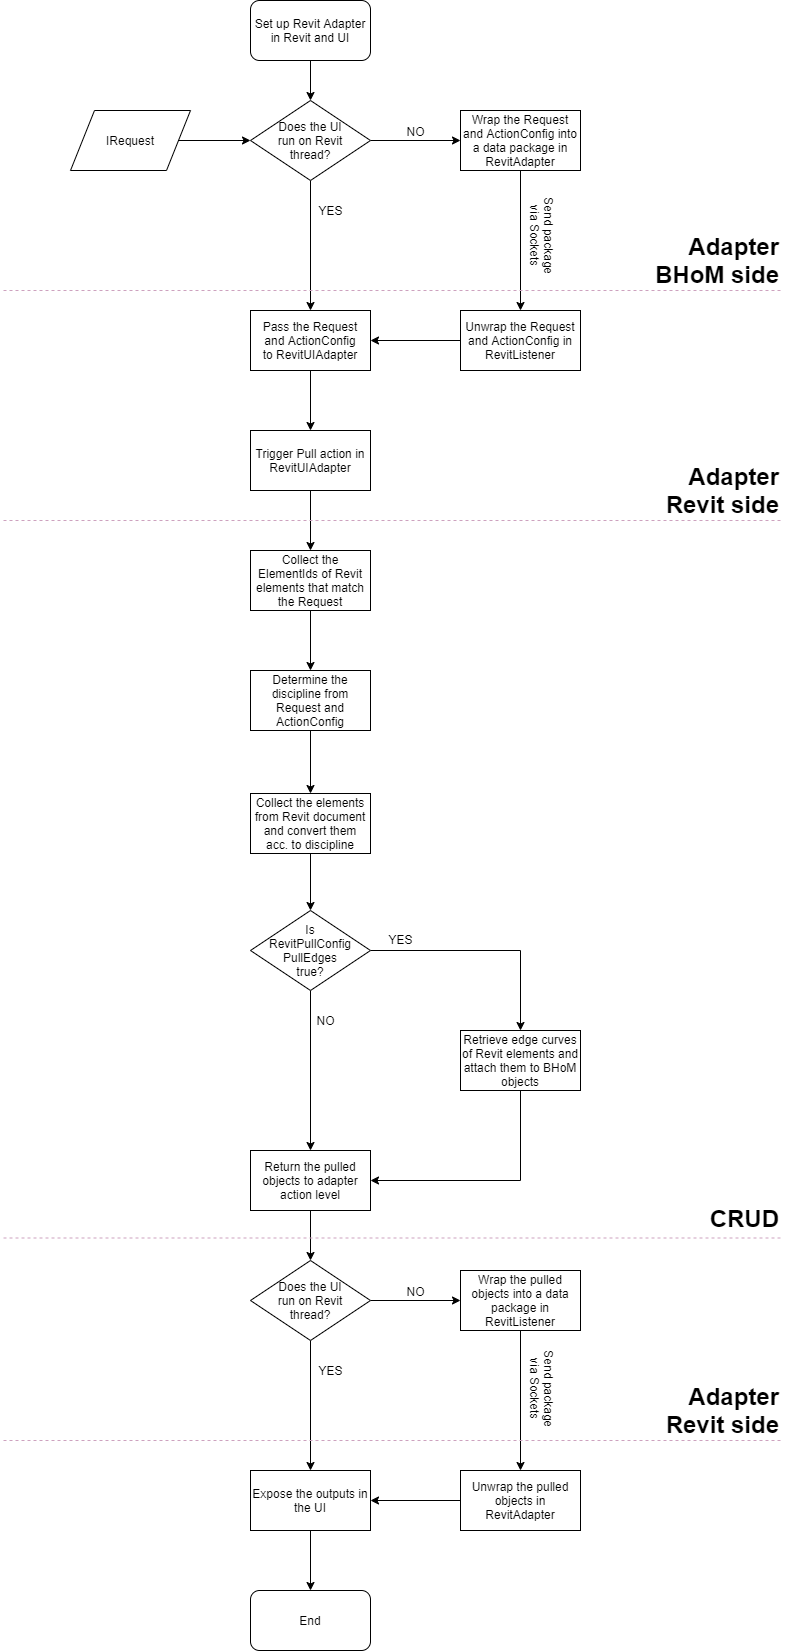 Set up Revit Adapter
in Revit and UI
IRequest
Does the UI
run on Revit
thread?
NO
Wrap the Request
and ActionConfig into
a data package in
RevitAdapter
YES
Send package
via Sockets
Adapter
BHoM side
Pass the Request
and ActionConfig
to RevitUIAdapter
Unwrap the Request
and ActionConfig in
RevitListener
Trigger Pull action in
RevitUIAdapter
Adapter
Revit side
Collect the
ElementIds of Revit
elements that match
the Request
Determine the
discipline from
Request and
ActionConfig
Collect the elements
from Revit document
and convert them
acc. to discipline
Is
RevitPullConfig
PullEdges
true?
YES
NO
Retrieve edge curves
of Revit elements and
attach them to BHoM
objects
Return the pulled
objects to adapter
action level
CRUD
Does the UI
run on Revit
thread?
NO
Wrap the pulled
objects into a data
package in
RevitListener
YES
Send package
via Sockets
Adapter
Revit side
Expose the outputs in
the UI
Unwrap the pulled
objects in
RevitAdapter
End